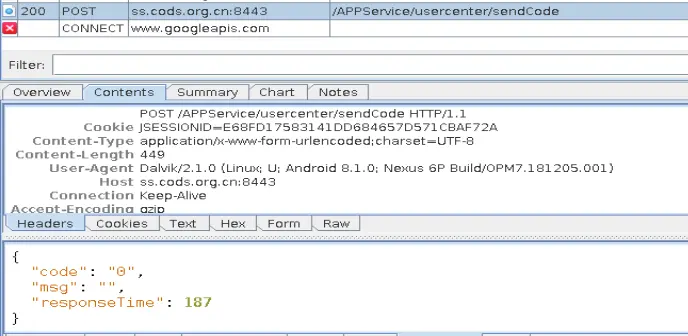 200 POST ss.cods.org.cn:8443 /APPService/usercenter/sendCode
CONNECT www.googleapis.com
Filter:
Overview Contents Summary Chart Notes
POST /APPService/usercenter/sendCode HTTP/1.1
Cookie JSESSIONID=E68FD17583141DD684657D571CBAF72A
Content-Type application/x-www-form-urlencoded;charset=UTF-8
Content-Length 449
User-Agent Dalvik/2.1.0 (Linux; U; Android 8.1.0; Nexus 6P Build/OPM7.181205.001)
Host ss.cods.org.cn:8443
Connection Keep-Alive
Accept-Encoding gzip
Headers Cookies Text Hex Form Raw
{
"code": "0",
"msg": "",
"responseTime": 187
}